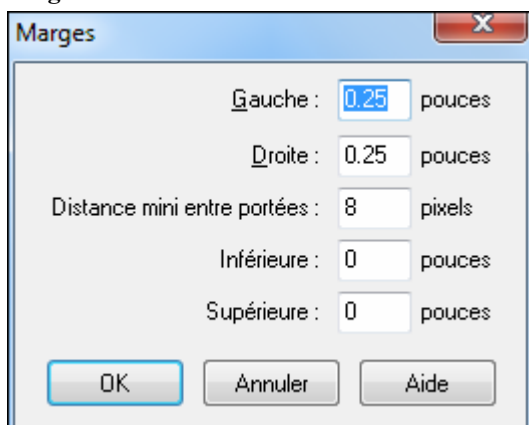 Marges
Gauche : 0.25 pouces
Droite : 0.25 pouces
Distance mini entre portées : 8 pixels
Inférieure : 0 pouces
Supérieure : 0 pouces
OK Annuler Aide